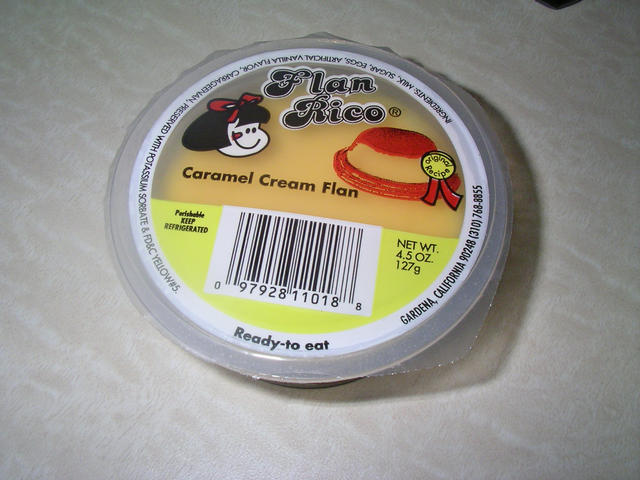 INGREDIENTS: MILK, SUGAR, EGGS, ARTIFICIAL VANILLA FLAVOR, CARRAGEENAN, PRESERVED WITH POTASSIUM SORBATE & FD&C YELLOW#5.
Flan
Rico®
Original
Recipe
Caramel Cream Flan
Perishable
KEEP
REFRIGERATED
NET WT.
4.5 OZ.
127g
0 97928 11018 8
GARDENA, CALIFORNIA 90248 (310) 768-8855
Ready-to eat